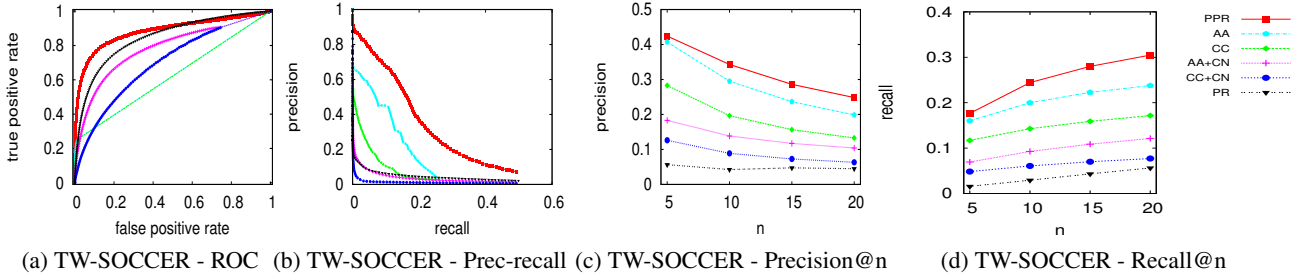 true positive rate
1
0.8
0.6
0.4
0.2
0
0 0.2 0.4 0.6 0.8 1
false positive rate
precision
1
0.8
0.6
0.4
0.2
0
0 0.2 0.4 0.6
recall
precision
0.5
0.4
0.3
0.2
0.1
0
5 10 15 20
n
recall
0.4
0.3
0.2
0.1
0
5 10 15 20
n
PPR
AA
CC
AA+CN
CC+CN
PR
(a) TW-SOCCER - ROC
(b) TW-SOCCER - Prec-recall
(c) TW-SOCCER - Precision@n
(d) TW-SOCCER - Recall@n